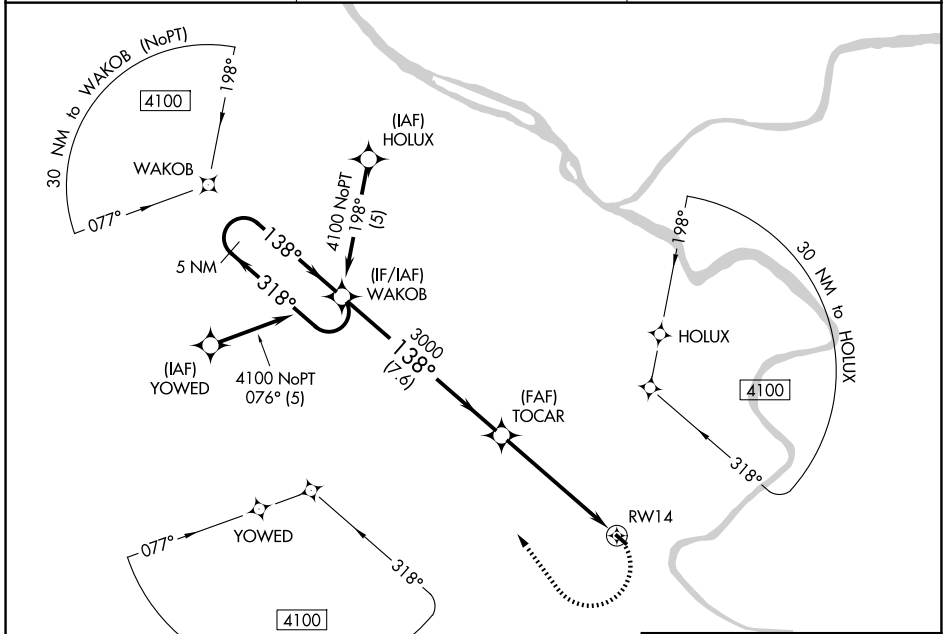 30 NM to WAKOB (NoPT)
198°
4100
WAKOB
077°
(IAF)
HOLUX
4100 NoPT
198°
(5)
138°
5 NM
318°
(IF/IAF)
WAKOB
(IAF)
YOWED
4100 NoPT
076° (5)
3000
138°
(7.6)
(FAF)
TOCAR
RW14
198°
30 NM to HOLUX
HOLUX
4100
318°
077°
YOWED
318°
4100